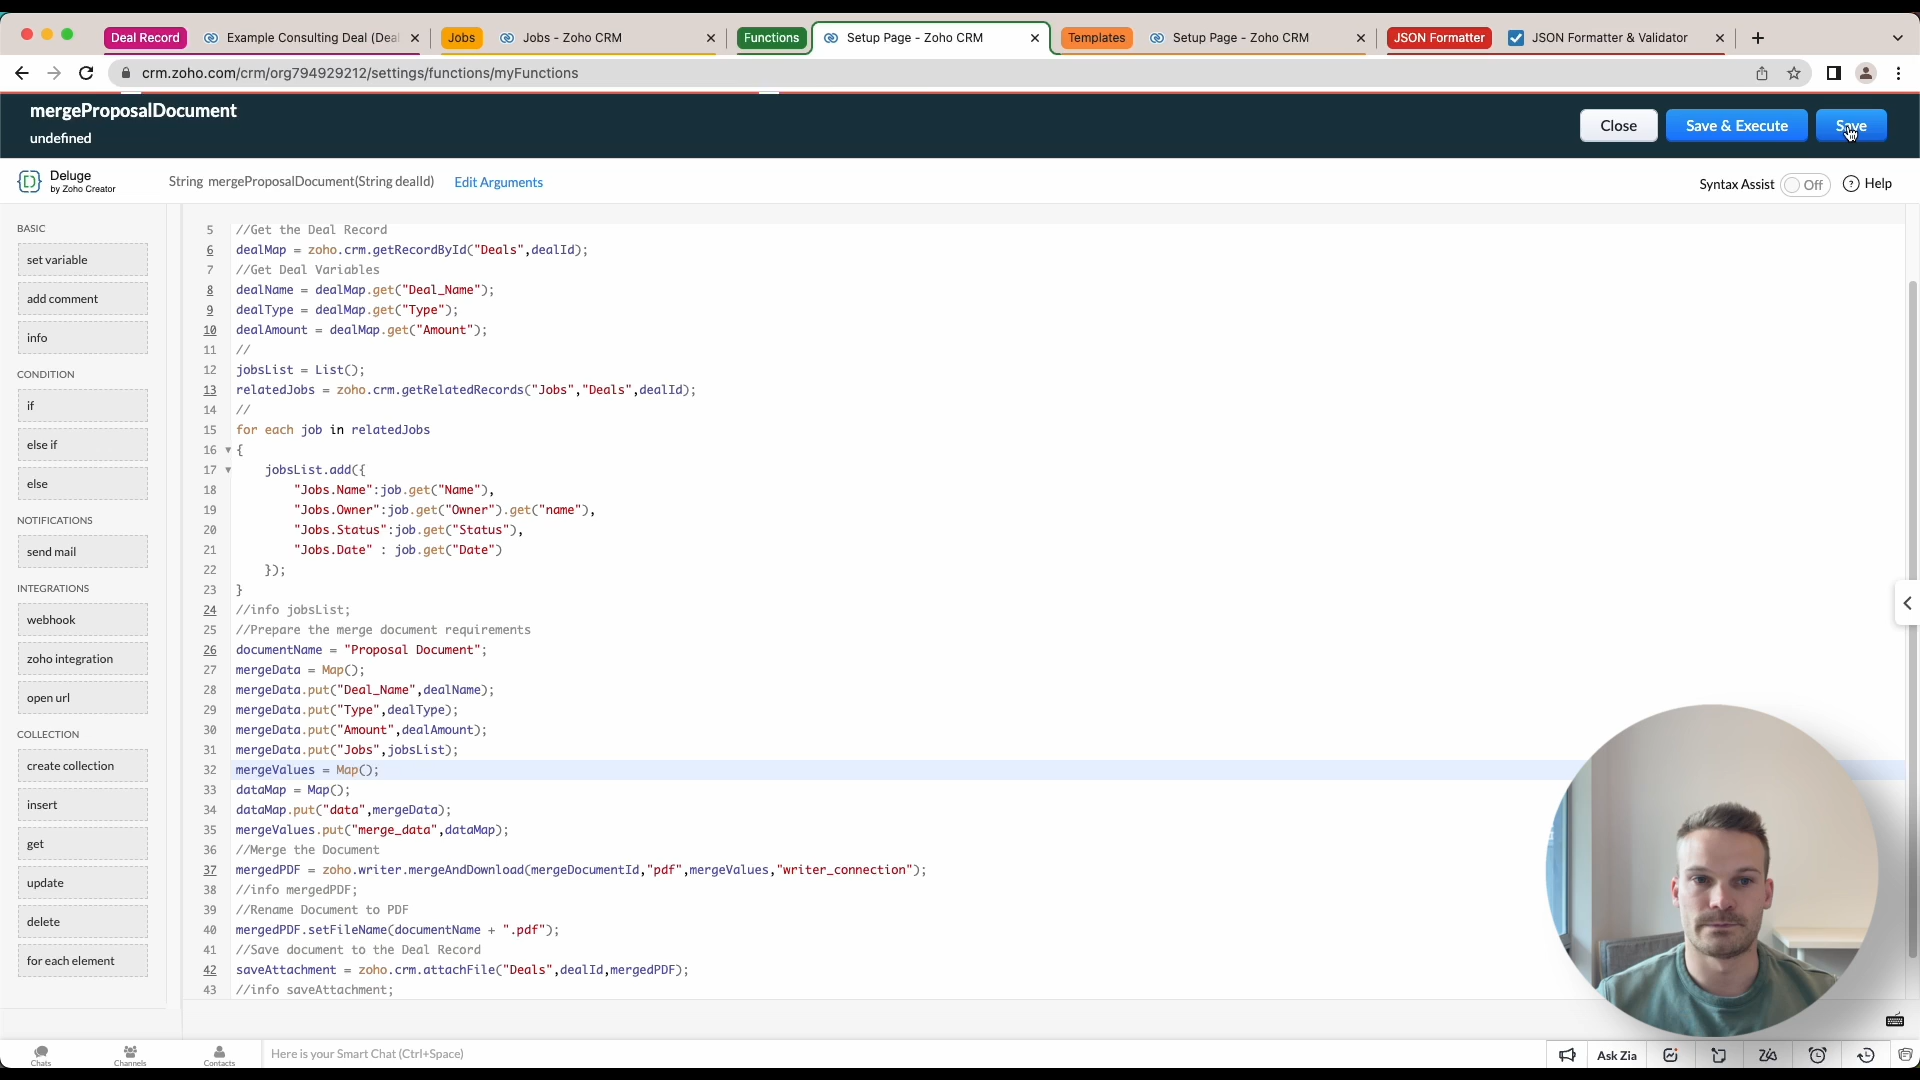 Deal Record
Example Consulting Deal (Deal
Jobs
Jobs - Zoho CRM
Functions
Setup Page - Zoho CRM
Templates
Setup Page - Zoho CRM
JSON Formatter
JSON Formatter & Validator
crm.zoho.com/crm/org794929212/settings/functions/myFunctions
mergeProposalDocument
undefined
Close
Save & Execute
Save
Deluge
by Zoho Creator
String mergeProposalDocument(String dealId)
Edit Arguments
Syntax Assist
Off
? Help
BASIC
set variable
add comment
info
CONDITION
if
else if
else
NOTIFICATIONS
send mail
INTEGRATIONS
webhook
zoho integration
open url
COLLECTION
create collection
insert
get
update
delete
for each element
5 //Get the Deal Record
6 dealMap = zoho.crm.getRecordById("Deals",dealId);
7 //Get Deal Variables
8 dealName = dealMap.get("Deal_Name");
9 dealType = dealMap.get("Type");
10 dealAmount = dealMap.get("Amount");
11 //
12 jobsList = List();
13 relatedJobs = zoho.crm.getRelatedRecords("Jobs","Deals",dealId);
14 //
15 for each job in relatedJobs
16 {
17 jobsList.add({
18 "Jobs.Name":job.get("Name"),
19 "Jobs.Owner":job.get("Owner").get("name"),
20 "Jobs.Status":job.get("Status"),
21 "Jobs.Date" : job.get("Date")
22 });
23 }
24 //info jobsList;
25 //Prepare the merge document requirements
26 documentName = "Proposal Document";
27 mergeData = Map();
28 mergeData.put("Deal_Name",dealName);
29 mergeData.put("Type",dealType);
30 mergeData.put("Amount",dealAmount);
31 mergeData.put("Jobs",jobsList);
32 mergeValues = Map();
33 dataMap = Map();
34 dataMap.put("data",mergeData);
35 mergeValues.put("merge_data",dataMap);
36 //Merge the Document
37 mergedPDF = zoho.writer.mergeAndDownload(mergeDocumentId,"pdf",mergeValues,"writer_connection");
38 //info mergedPDF;
39 //Rename Document to PDF
40 mergedPDF.setFileName(documentName + ".pdf");
41 //Save document to the Deal Record
42 saveAttachment = zoho.crm.attachFile("Deals",dealId,mergedPDF);
43 //info saveAttachment;
Chats
Channels
Contacts
Here is your Smart Chat (Ctrl+Space)
Ask Zia